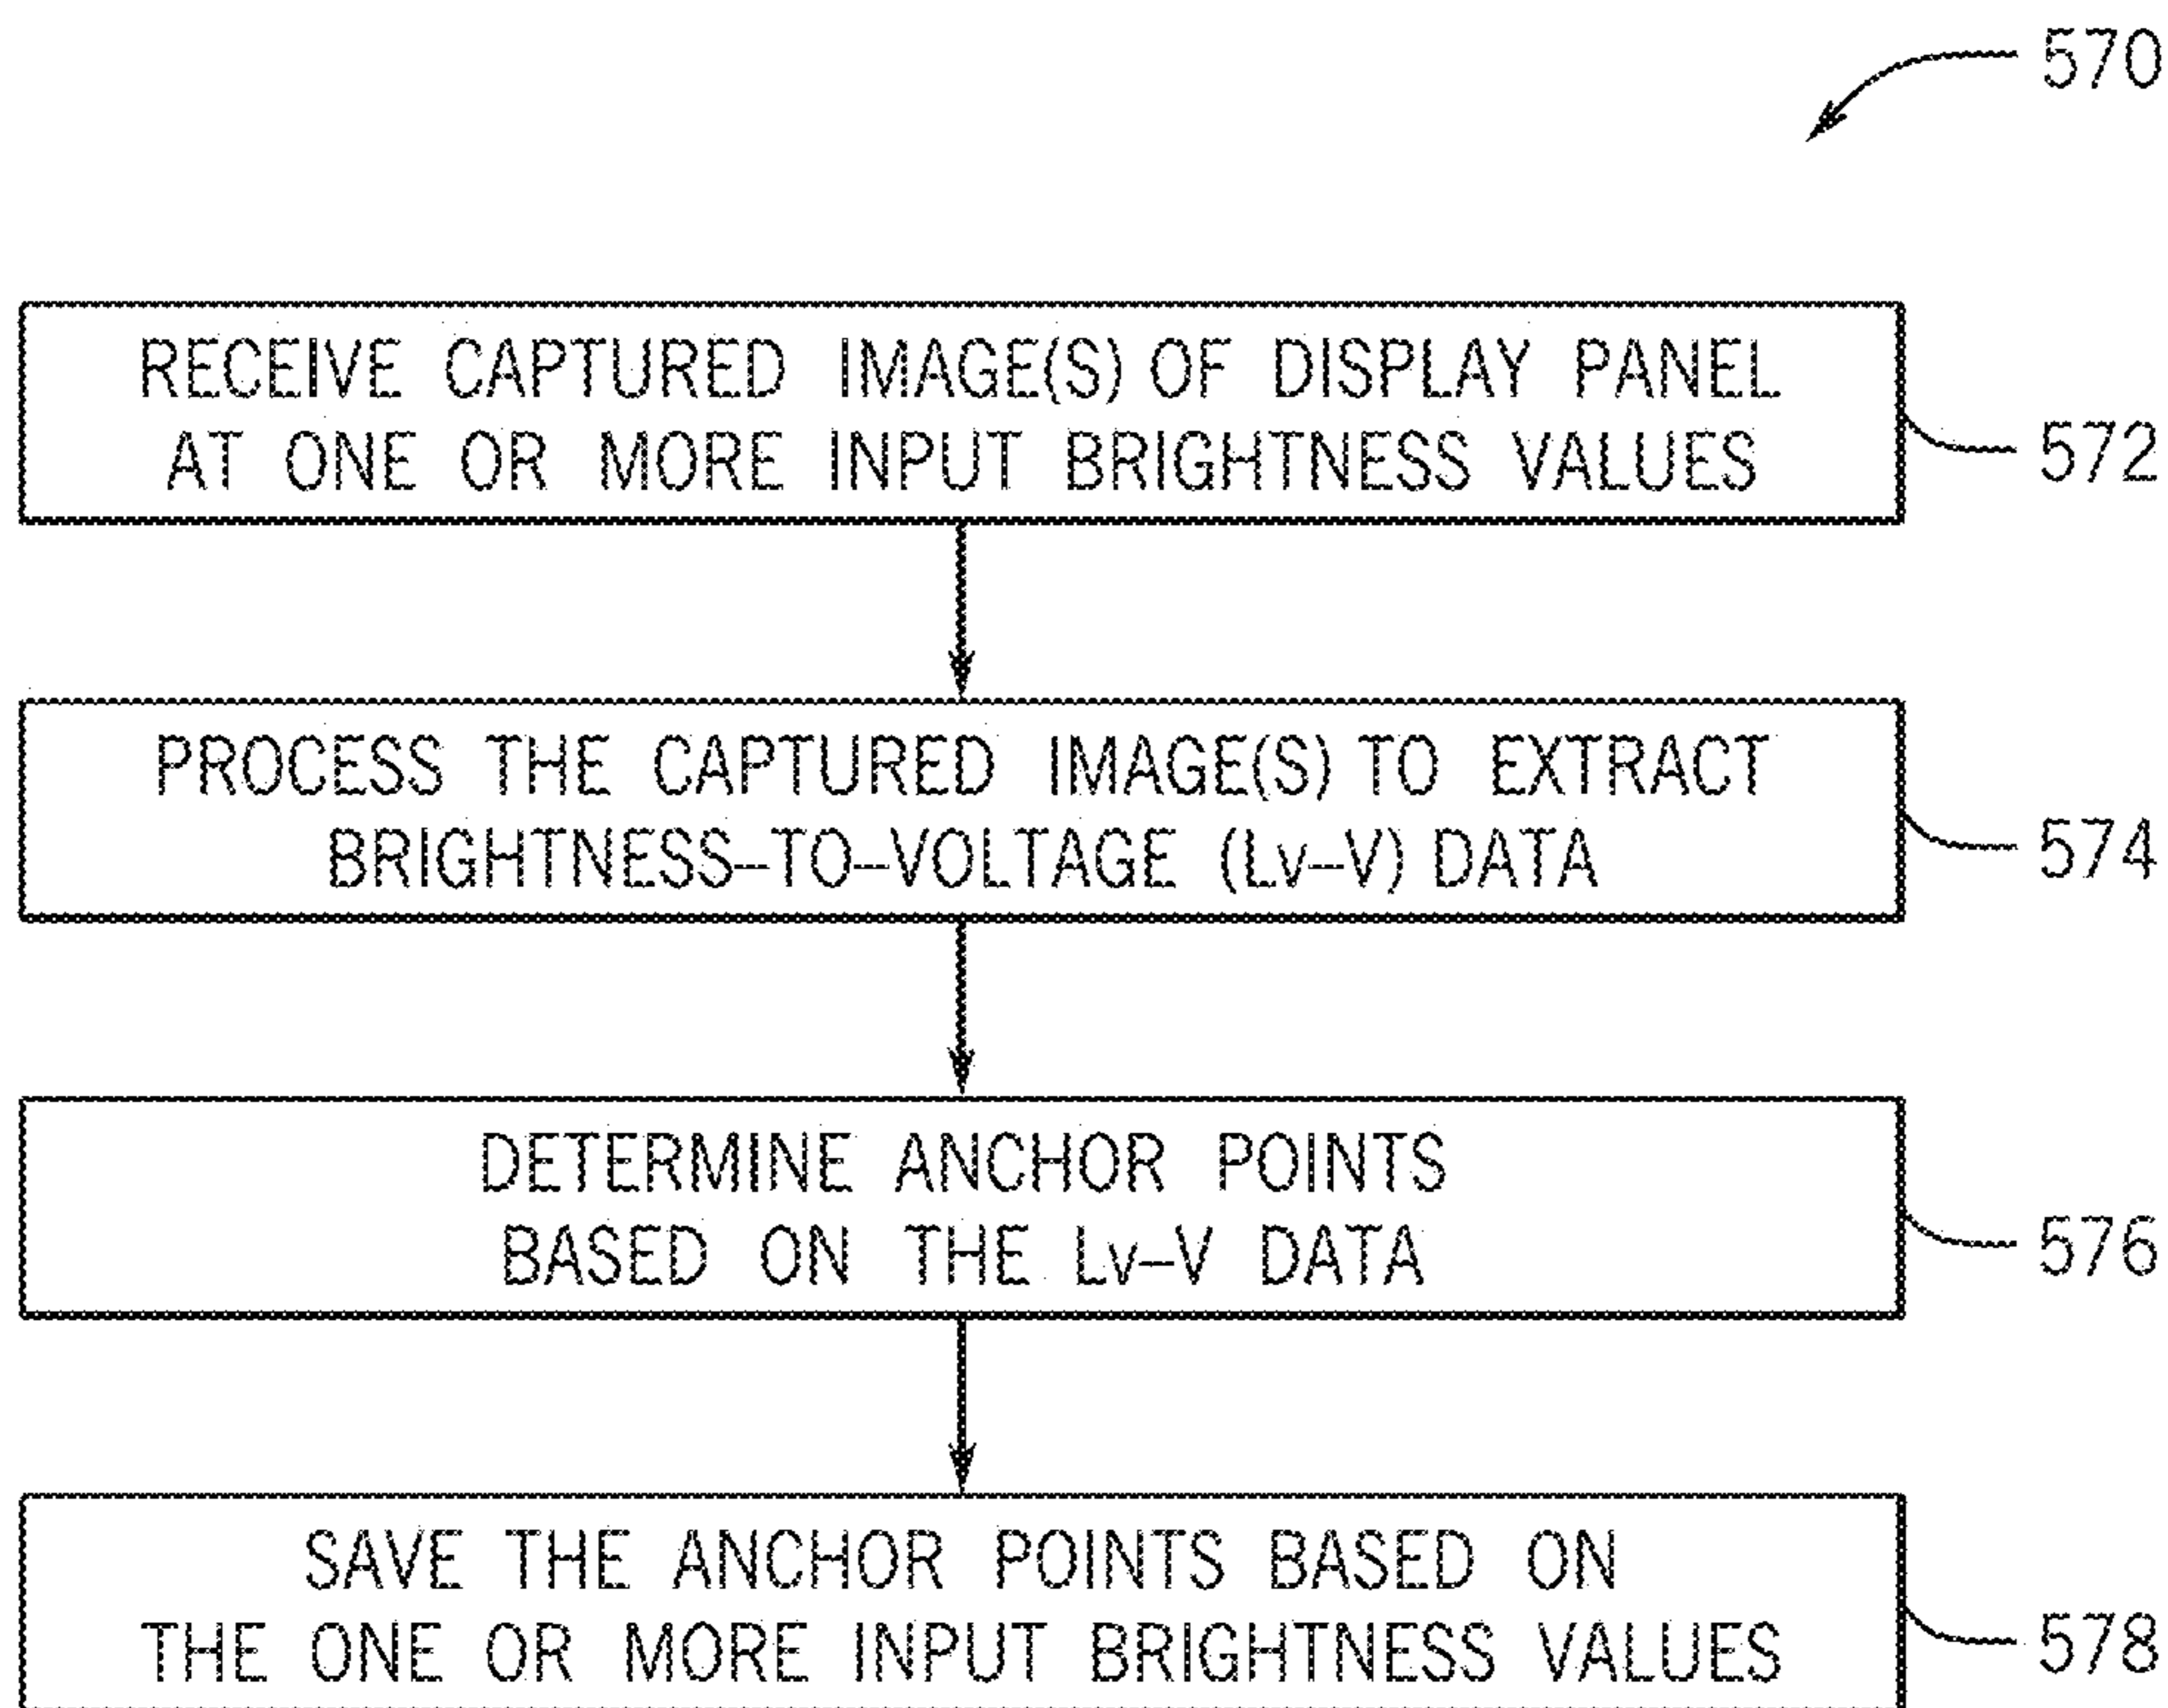 570
RECEIVE CAPTURED IMAGE(S) OF DISPLAY PANEL
AT ONE OR MORE INPUT BRIGHTNESS VALUES
572
PROCESS THE CAPTURED IMAGE(S) TO EXTRACT
BRIGHTNESS-TO-VOLTAGE (Lv-V) DATA
574
DETERMINE ANCHOR POINTS
BASED ON THE Lv-V DATA
576
SAVE THE ANCHOR POINTS BASED ON
THE ONE OR MORE INPUT BRIGHTNESS VALUES
578